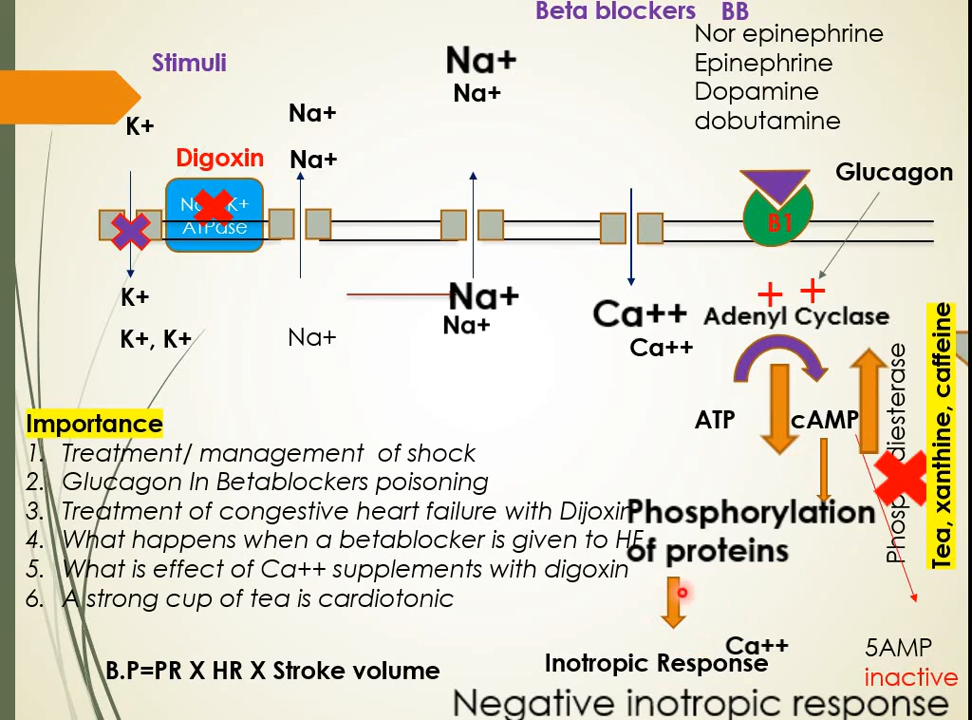 Beta blockers BB
Nor epinephrine
Epinephrine
Dopamine
dobutamine
Stimuli
Na+
Na+
K+
Na+
Digoxin
Na+
Glucagon
K+
ATPase
B1
K+
K+, K+
Na+
Na+
Na+
Ca++
Ca++
+ +
Adenyl Cyclase
ATP
cAMP
Tea, xanthine, caffeine
Importance
1. Treatment/ management of shock
2. Glucagon In Betablockers poisoning
3. Treatment of congestive heart failure with Dijoxin
4. What happens when a betablocker is given to HF
5. What is effect of Ca++ supplements with digoxin
6. A strong cup of tea is cardiotonic
Phosphorylation
of proteins
B.P=PR X HR X Stroke volume
Ca++
Inotropic Response
5AMP
inactive
Negative inotropic response